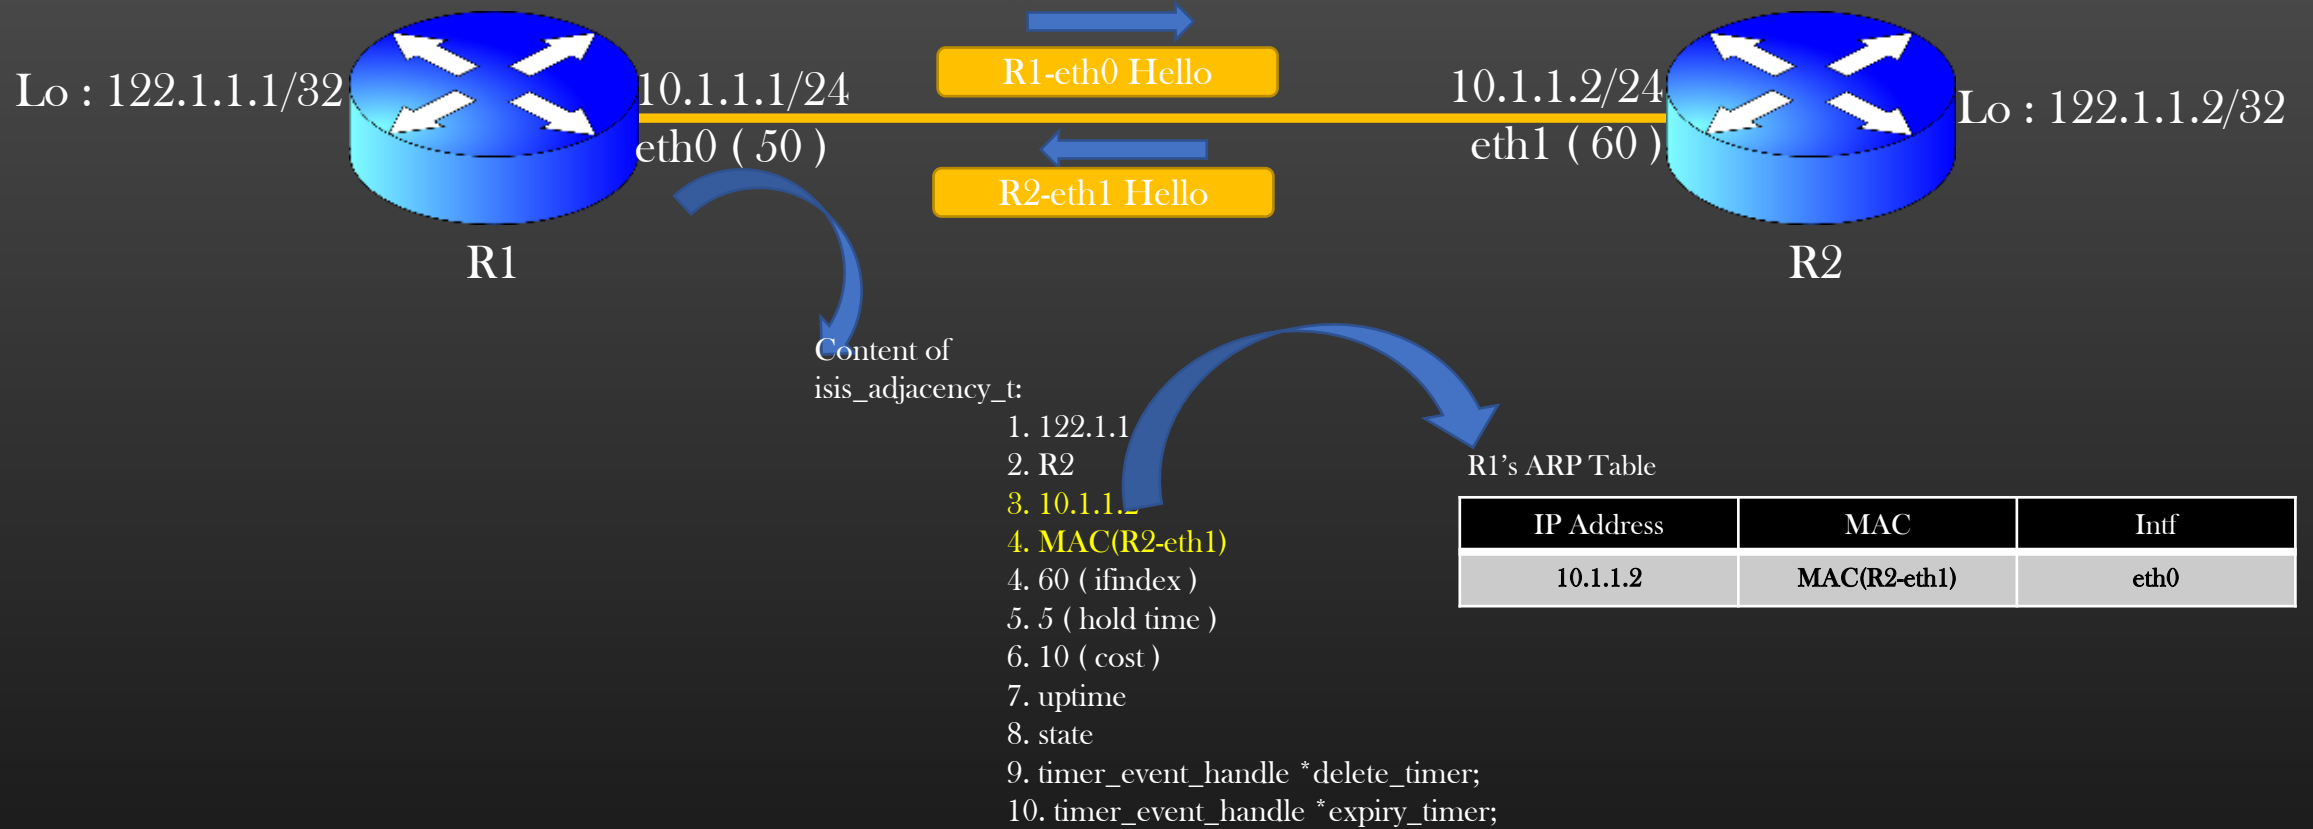 R1-eth0 Hello
Lo : 122.1.1.1/32
10.1.1.1/24
10.1.1.2/24
Lo : 122.1.1.2/32
eth0 ( 50 )
eth1 ( 60 )
R2-eth1 Hello
R1
R2
Content of
isis_adjacency_t:
1. 122.1.1
2. R2
3. 10.1.1.2
4. MAC(R2-eth1)
4. 60 ( ifindex )
5. 5 ( hold time )
6. 10 ( cost )
7. uptime
8. state
9. timer_event_handle *delete_timer;
10. timer_event_handle *expiry_timer;
R1's ARP Table
IP Address MAC Intf
10.1.1.2 MAC(R2-eth1) eth0